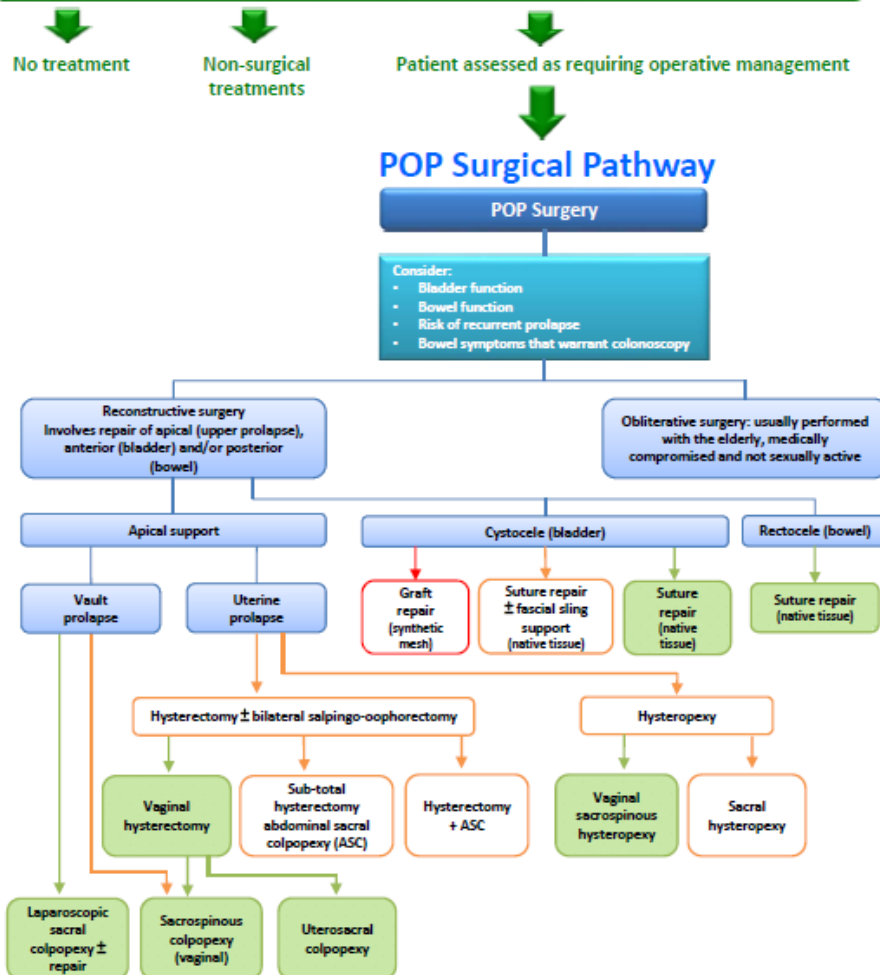 No treatment
Non-surgical
treatments
Patient assessed as requiring operative management
POP Surgical Pathway
POP Surgery
Consider:
• Bladder function
• Bowel function
• Risk of recurrent prolapse
• Bowel symptoms that warrant colonoscopy
Reconstructive surgery
Involves repair of apical (upper prolapse),
anterior (bladder) and/or posterior
(bowel)
Obliterative surgery: usually performed
with the elderly, medically
compromised and not sexually active
Apical support
Cystocele (bladder)
Rectocele (bowel)
Vault
prolapse
Uterine
prolapse
Graft
repair
(synthetic
mesh)
Suture repair
± fascial sling
support
(native tissue)
Suture
repair
(native
tissue)
Suture repair
(native tissue)
Hysterectomy ± bilateral salpingo-oophorectomy
Hysteropexy
Vaginal
hysterectomy
Sub-total
hysterectomy
abdominal sacral
colpopexy (ASC)
Hysterectomy
+ ASC
Vaginal
sacrospinous
hysteropexy
Sacral
hysteropexy
Laparoscopic
sacral
colpopexy ±
repair
Sacrospinous
colpopexy
(vaginal)
Uterosacral
colpopexy